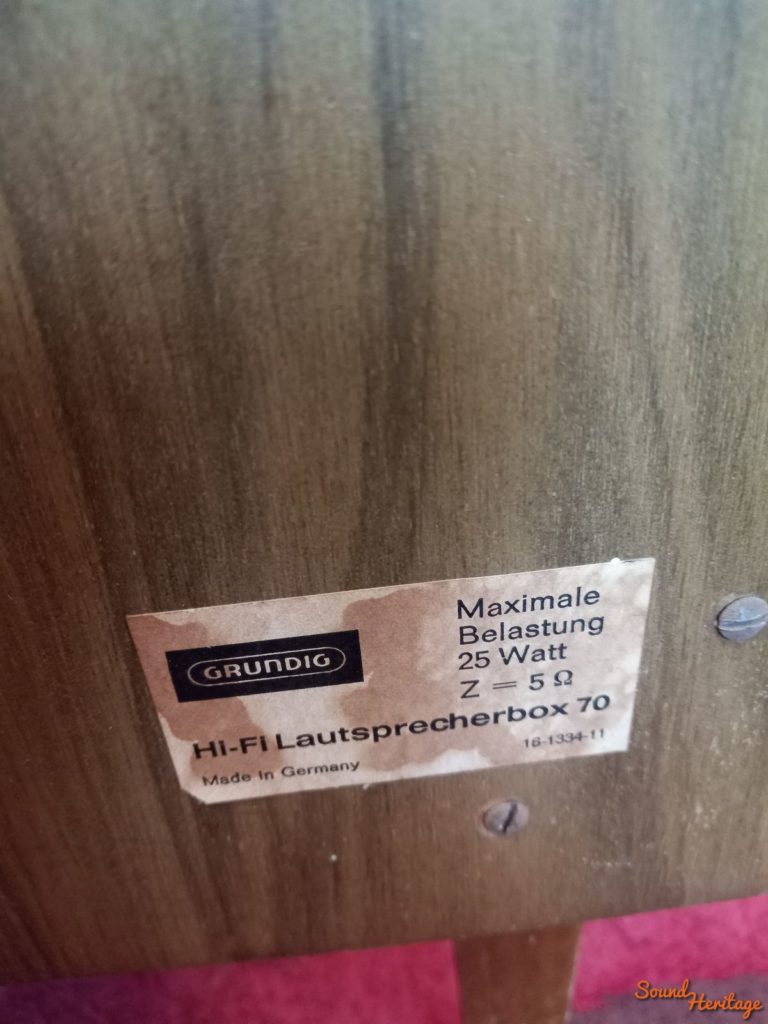 GRUNDIG
Maximale
Belastung
25 Watt
Z = 5 Ω
Hi-Fi Lautsprecherbox 70
Made in Germany
16-1334-11
Sound
Heritage